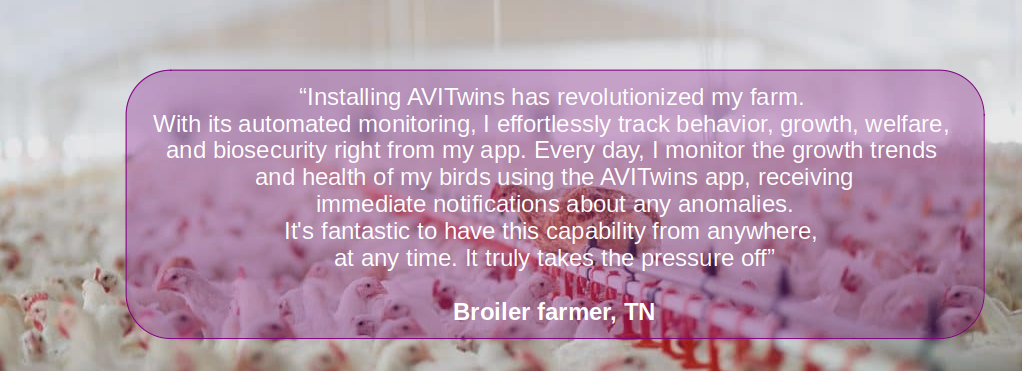 “Installing AVITwins has revolutionized my farm.
With its automated monitoring, I effortlessly track behavior, growth, welfare,
and biosecurity right from my app. Every day, I monitor the growth trends
and health of my birds using the AVITwins app, receiving
immediate notifications about any anomalies.
It's fantastic to have this capability from anywhere,
at any time. It truly takes the pressure off”
Broiler farmer, TN